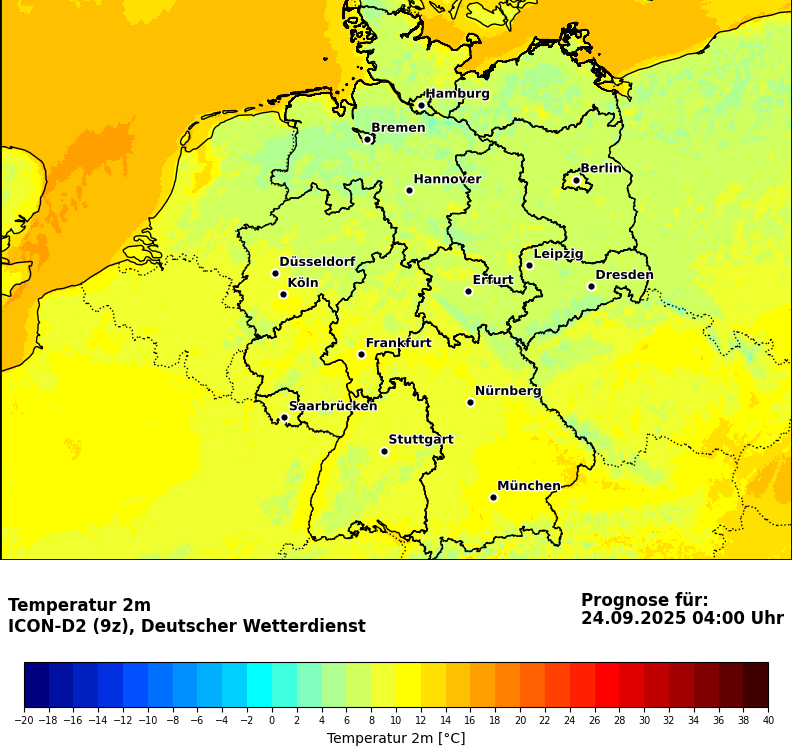 Hamburg
Bremen
Berlin
Hannover
Leipzig
Düsseldorf
Dresden
Köln
Erfurt
Frankfurt
Nürnberg
Saarbrücken
Stuttgart
München
Temperatur 2m
ICON-D2 (9z), Deutscher Wetterdienst
Prognose für:
24.09.2025 04:00 Uhr
−20 −18 −16 −14 −12 −10 −8 −6 −4 −2 0 2 4 6 8 10 12 14 16 18 20 22 24 26 28 30 32 34 36 38 40
Temperatur 2m [°C]